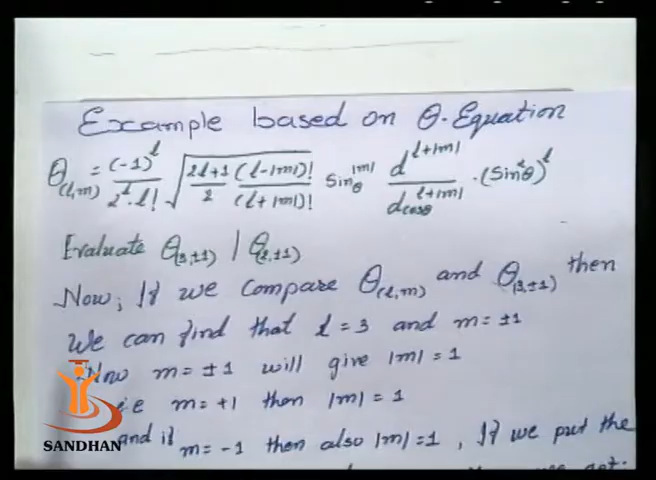 Example based on Θ-Equation
Θ(l,m) = (-1)^l / 2^l · l! √(2l+1 / 2 (l-|m|)! / (l+|m|)!) Sin^|m| θ d^(l+|m|) / dcosθ^(l+|m|) · (Sin²θ)^l
Evaluate Θ(3,±1) | Θ(2,±1)
Now, If we compare Θ(l,m) and Θ(3,±1) then
We can find that l = 3 and m = ±1
Now m = ±1 will give |m| = 1
i.e m = +1 then |m| = 1
and if m = -1 then also |m| = 1, If we put the
SANDHAN